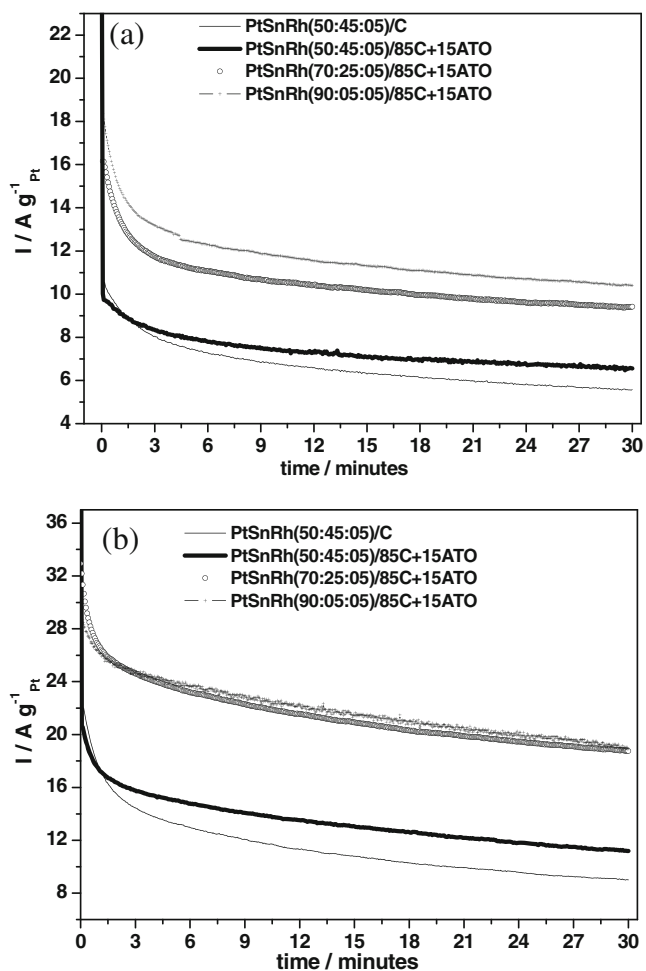 (a)
PtSnRh(50:45:05)/C
PtSnRh(50:45:05)/85C+15ATO
PtSnRh(70:25:05)/85C+15ATO
PtSnRh(90:05:05)/85C+15ATO
I / A g⁻¹Pt
22
20
18
16
14
12
10
8
6
4
0 3 6 9 12 15 18 21 24 27 30
time / minutes
(b)
PtSnRh(50:45:05)/C
PtSnRh(50:45:05)/85C+15ATO
PtSnRh(70:25:05)/85C+15ATO
PtSnRh(90:05:05)/85C+15ATO
I / A g⁻¹Pt
36
32
28
24
20
16
12
8
0 3 6 9 12 15 18 21 24 27 30
time / minutes